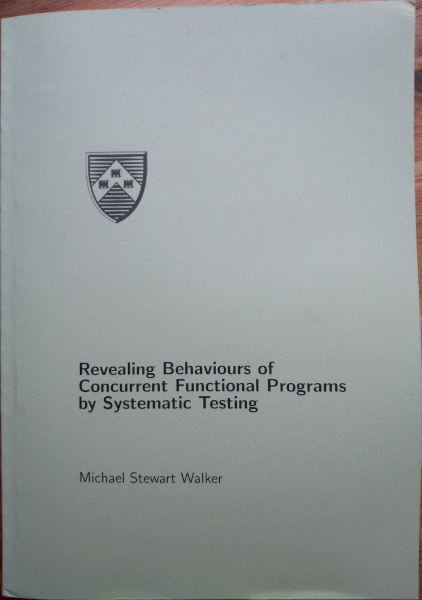 Revealing Behaviours of
Concurrent Functional Programs
by Systematic Testing
Michael Stewart Walker